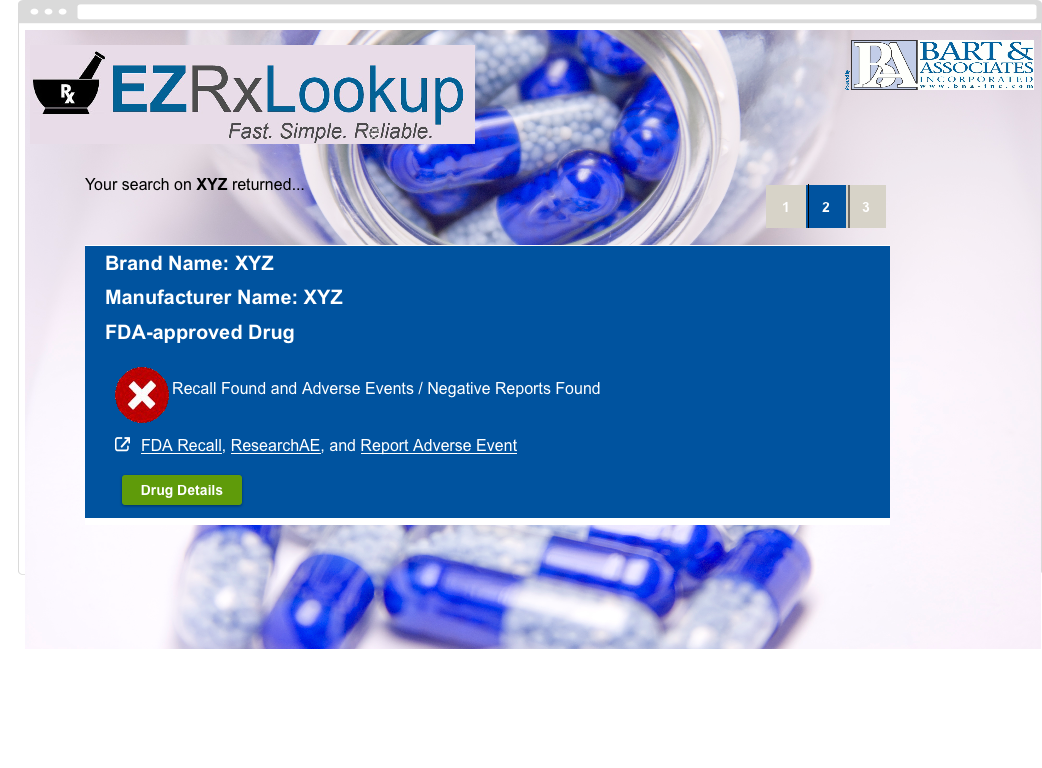 Rx
EZRxLookup
Fast. Simple. Reliable.
BA
BART &
ASSOCIATES
INCORPORATED
www.bna-inc.com
Your search on XYZ returned...
1 2 3
Brand Name: XYZ
Manufacturer Name: XYZ
FDA-approved Drug
Recall Found and Adverse Events / Negative Reports Found
FDA Recall, ResearchAE, and Report Adverse Event
Drug Details